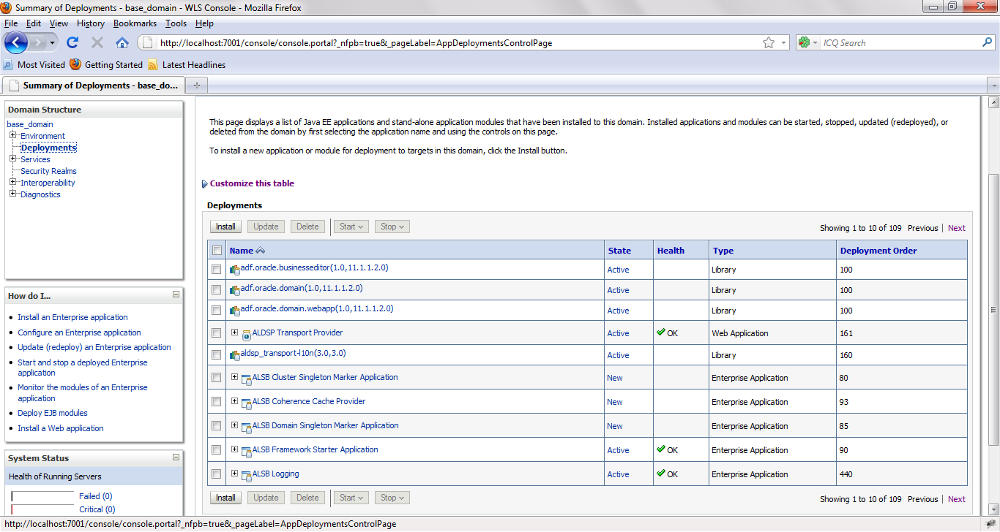 Summary of Deployments - base_domain - WLS Console - Mozilla Firefox
File Edit View History Bookmarks Tools Help
http://localhost:7001/console/console.portal?_nfpb=true&_pageLabel=AppDeploymentsControlPage
ICQ Search
Most Visited Getting Started Latest Headlines
Summary of Deployments - base_do...
Domain Structure
base_domain
Environment
Deployments
Services
Security Realms
Interoperability
Diagnostics
How do I...
Install an Enterprise application
Configure an Enterprise application
Update (redeploy) an Enterprise application
Start and stop a deployed Enterprise
application
Monitor the modules of an Enterprise
application
Deploy EJB modules
Install a Web application
System Status
Health of Running Servers
Failed (0)
Critical (0)
This page displays a list of Java EE applications and stand-alone application modules that have been installed to this domain. Installed applications and modules can be started, stopped, updated (redeployed), or
deleted from the domain by first selecting the application name and using the controls on this page.
To install a new application or module for deployment to targets in this domain, click the Install button.
Customize this table
Deployments
Install Update Delete Start Stop Showing 1 to 10 of 109 Previous | Next
Name State Health Type Deployment Order
adf.oracle.businesseditor(1.0,11.1.1.2.0) Active Library 100
adf.oracle.domain(1.0,11.1.1.2.0) Active Library 100
adf.oracle.domain.webapp(1.0,11.1.1.2.0) Active Library 100
ALDSP Transport Provider Active OK Web Application 161
aldsp_transport-l10n(3.0,3.0) Active Library 160
ALSB Cluster Singleton Marker Application New Enterprise Application 80
ALSB Coherence Cache Provider New Enterprise Application 93
ALSB Domain Singleton Marker Application New Enterprise Application 85
ALSB Framework Starter Application Active OK Enterprise Application 90
ALSB Logging Active OK Enterprise Application 440
Install Update Delete Start Stop Showing 1 to 10 of 109 Previous | Next
http://localhost:7001/console/console.portal?_nfpb=true&_pageLabel=AppDeploymentsControlPage